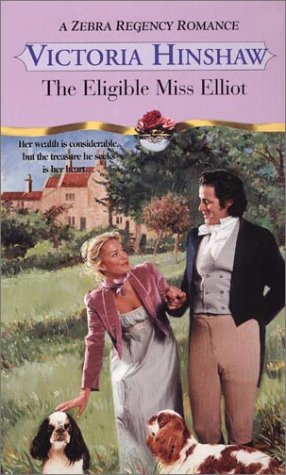 A ZEBRA REGENCY ROMANCE
VICTORIA HINSHAW
The Eligible Miss Elliot
Her wealth is considerable,
but the treasure he seeks
is her heart.